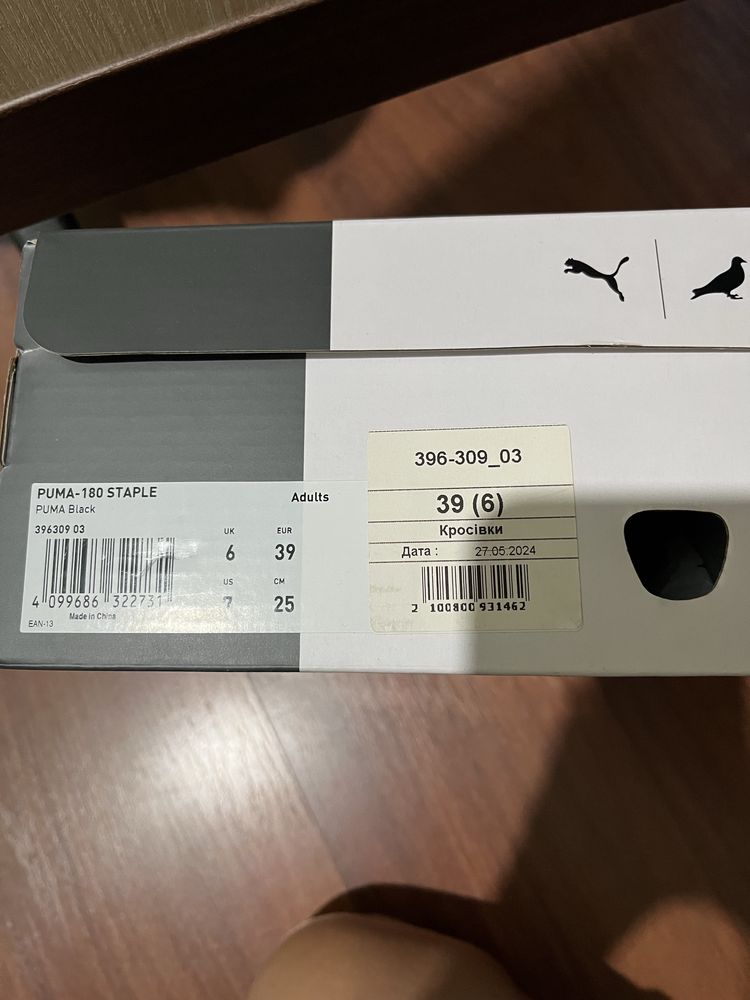 PUMA-180 STAPLE
Adults
PUMA Black
396309 03
UK
EUR
6
39
US
CM
7
25
4 099686 322731
Made in China
EAN-13
396-309_03
39 (6)
Кросівки
Дата : 27.05.2024
2 100800 931462